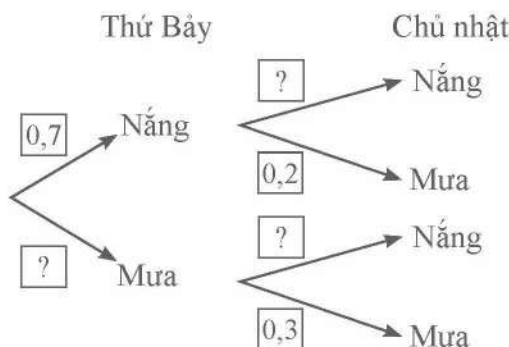 Thứ Bảy Chủ nhật
? Nắng
0,7 Nắng
0,2 Mưa
? Nắng
? Mưa
0,3 Mưa